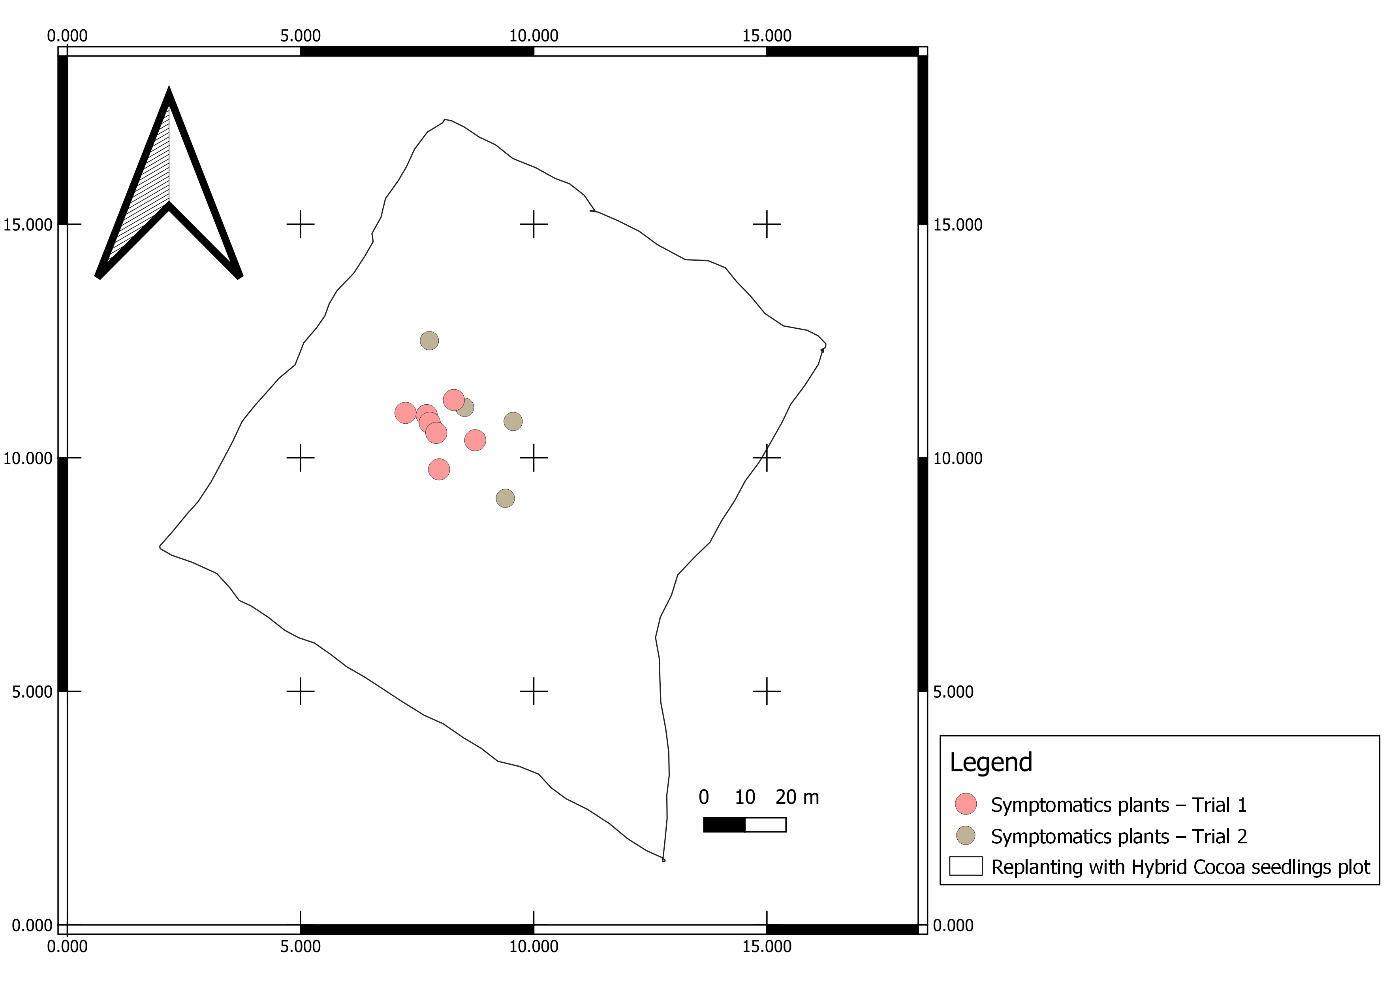 0.000 5.000 10.000 15.000
15.000 15.000
10.000 10.000
5.000 5.000
Legend
0 10 20 m
Symptomatics plants – Trial 1
Symptomatics plants – Trial 2
Replanting with Hybrid Cocoa seedlings plot
0.000 0.000
0.000 5.000 10.000 15.000